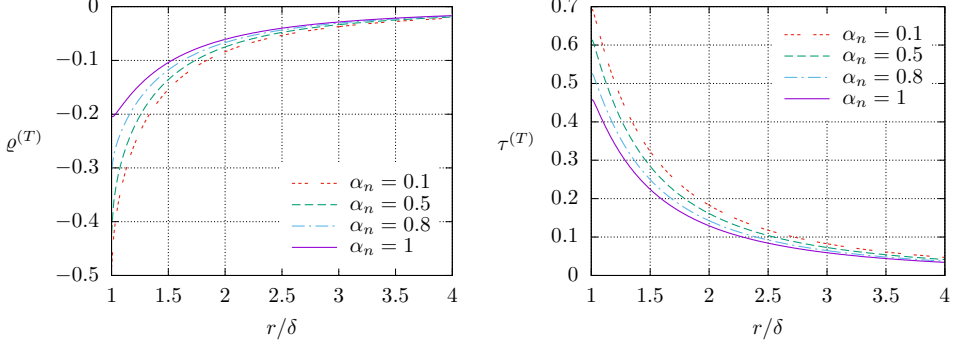 0
−0.1
−0.2
−0.3
−0.4
−0.5
ϱ^(T)
α_n = 0.1
α_n = 0.5
α_n = 0.8
α_n = 1
1 1.5 2 2.5 3 3.5 4
r/δ
0.7
0.6
0.5
0.4
0.3
0.2
0.1
0
τ^(T)
α_n = 0.1
α_n = 0.5
α_n = 0.8
α_n = 1
1 1.5 2 2.5 3 3.5 4
r/δ